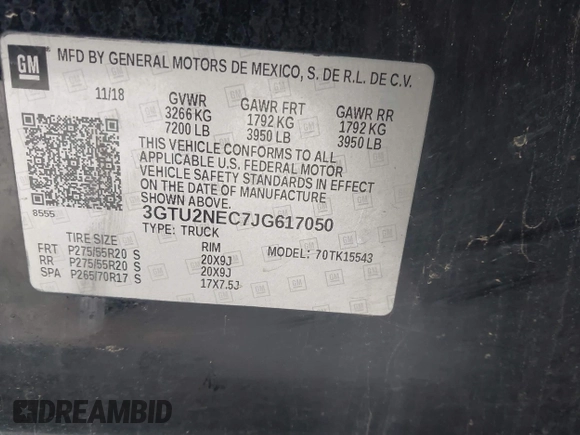 GM
MFD BY GENERAL MOTORS DE MEXICO, S. DE R.L. DE C.V.
11/18 GVWR GAWR FRT GAWR RR
3266 KG 1792 KG 1792 KG
7200 LB 3950 LB 3950 LB
THIS VEHICLE CONFORMS TO ALL
APPLICABLE U.S. FEDERAL MOTOR
VEHICLE SAFETY STANDARDS IN EFFECT
ON THE DATE OF MANUFACTURE
SHOWN ABOVE.
8555
3GTU2NEC7JG617050
TYPE: TRUCK
TIRE SIZE RIM MODEL: 70TK15543
FRT P275/55R20 S 20X9J
RR P275/55R20 S 20X9J
SPA P265/70R17 S 17X7.5J
DREAMBID